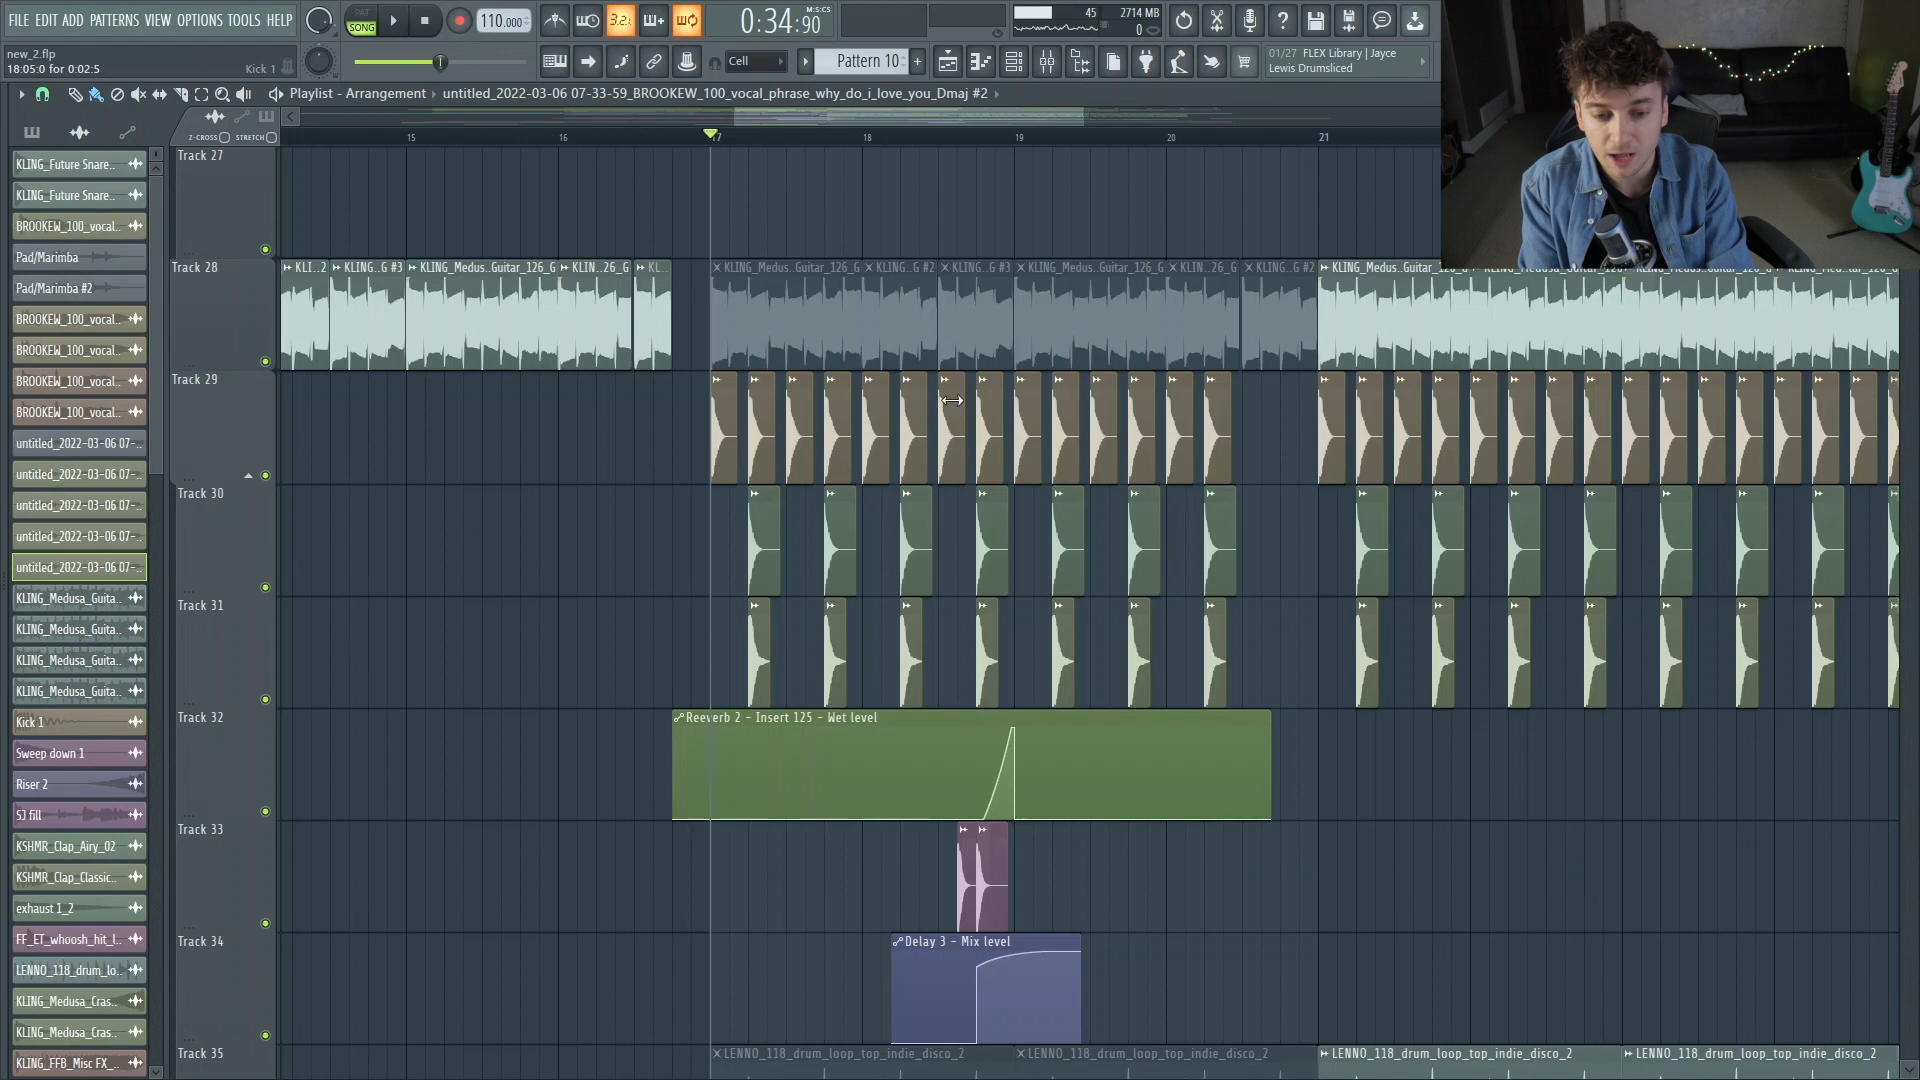 FILE EDIT ADD PATTERNS VIEW OPTIONS TOOLS HELP
PAT
SONG
110.000
3.2.
M:S:CS
0:34:90
45
2714 MB
0
new_2.flp
18:05:0 for 0:02:5
Kick 1
Cell
Pattern 10
01/27 FLEX Library | Jayce
Lewis Drumsliced
Playlist - Arrangement › untitled_2022-03-06 07-33-59_BROOKEW_100_vocal_phrase_why_do_i_love_you_Dmaj #2 ›
Z-CROSS
STRETCH
15
16
17
18
19
20
21
KLING_Future Snare..
KLING_Future Snare..
BROOKEW_100_vocal..
Pad/Marimba
Pad/Marimba #2
BROOKEW_100_vocal..
BROOKEW_100_vocal..
BROOKEW_100_vocal..
BROOKEW_100_vocal..
untitled_2022-03-06 07-..
untitled_2022-03-06 07-..
untitled_2022-03-06 07-..
untitled_2022-03-06 07-..
untitled_2022-03-06 07-..
KLING_Medusa_Guita..
KLING_Medusa_Guita..
KLING_Medusa_Guita..
KLING_Medusa_Guita..
Kick 1
Sweep down 1
Riser 2
SJ fill
KSHMR_Clap_Airy_02
KSHMR_Clap_Classic..
exhaust 1_2
FF_ET_whoosh_hit_l..
LENNO_118_drum_lo..
KLING_Medusa_Cras..
KLING_Medusa_Cras..
KLING_FFB_Misc FX_..
Track 27
Track 28
KLI..2
KLING..G #3
KLING_Medus..Guitar_126_G
KLIN..26_G
KL..
KLING_Medus..Guitar_126_G
KLING..G #2
KLING..G #3
KLING_Medus..Guitar_126_G
KLIN..26_G
KLING..G #2
KLING_Medus..Guitar_126_G
Track 29
Track 30
Track 31
Track 32
Reeverb 2 - Insert 125 - Wet level
Track 33
Track 34
Delay 3 - Mix level
Track 35
LENNO_118_drum_loop_top_indie_disco_2
LENNO_118_drum_loop_top_indie_disco_2
LENNO_118_drum_loop_top_indie_disco_2
LENNO_118_drum_loop_top_indie_disco_2